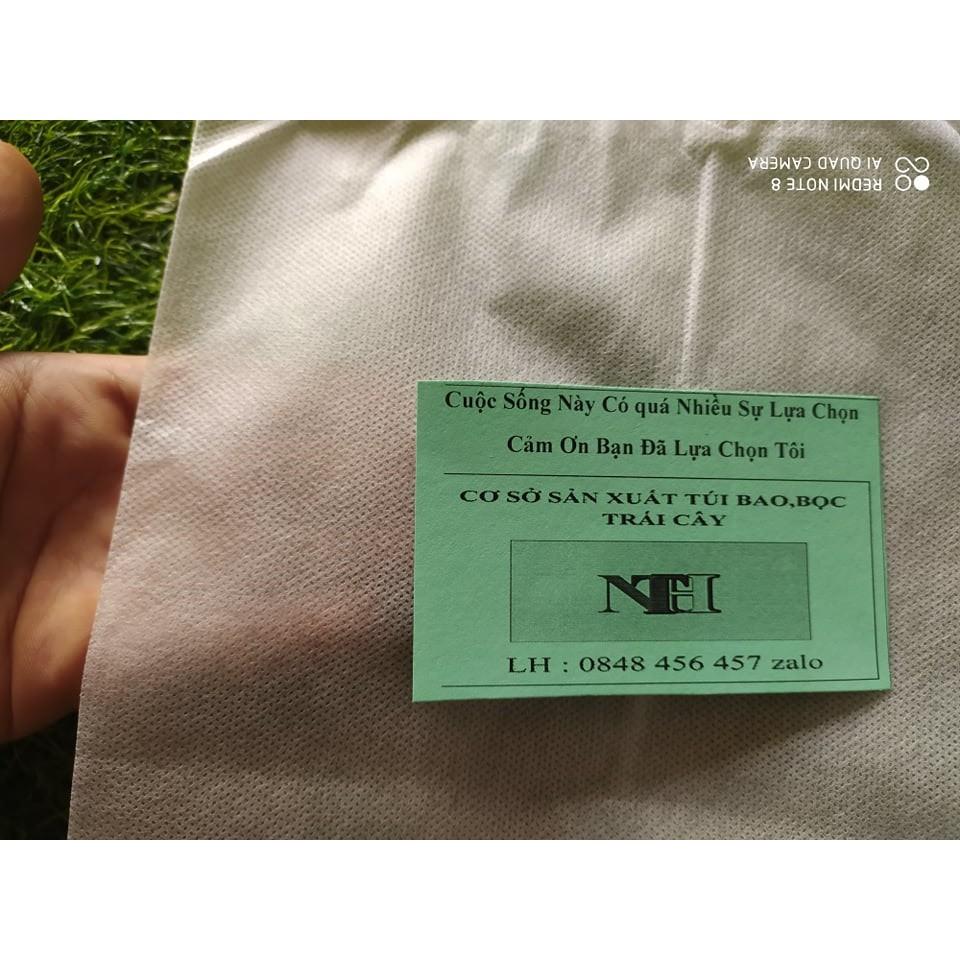 REDMI NOTE 8
AI QUAD CAMERA
Cuộc Sống Này Có quá Nhiều Sự Lựa Chọn
Cảm Ơn Bạn Đã Lựa Chọn Tôi
CƠ SỞ SẢN XUẤT TÚI BAO,BỌC
TRÁI CÂY
NTH
LH : 0848 456 457 zalo